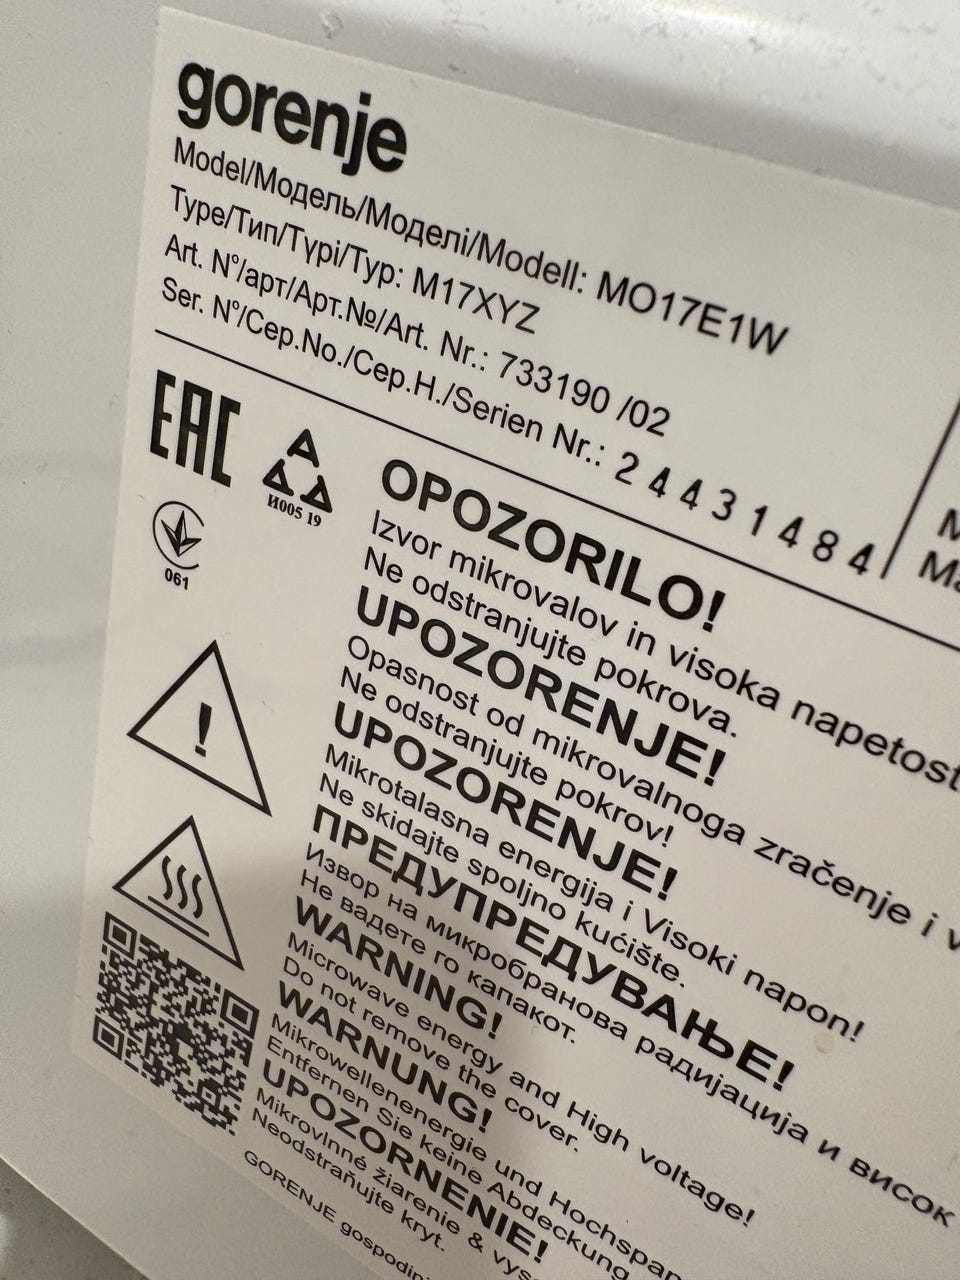 gorenje
Model/Модель/Моделі/Modell: MO17E1W
Type/Тип/Typi/Typ: M17XYZ
Art. N°/арт/Арт.№/Art. Nr.: 733190 /02
Ser. N°/Сер.No./Сер.Н./Serien Nr.: 24431484
M
Ma
EAC
И005 19
061
OPOZORILO!
Izvor mikrovalov in visoka napetost
Ne odstranjujte pokrova.
UPOZORENJE!
Opasnost od mikrovalnoga zračenje i v
Ne odstranjujte pokrov!
UPOZORENJE!
Mikrotalasna energija i Visoki napon!
Ne skidajte spoljno kućište.
ПРЕДУПРЕДУВАЊЕ!
Извор на микробранова радијација и висок
Не вадете го капакот.
WARNING!
Microwave energy and High voltage!
Do not remove the cover.
WARNUNG!
Mikrowellenenergie und Hochspan
Entfernen Sie keine Abdeckung
UPOZORNENIE!
Mikrovlnné žiarenie & vys
Neodstraňujte kryt.
GORENJE gospodinj